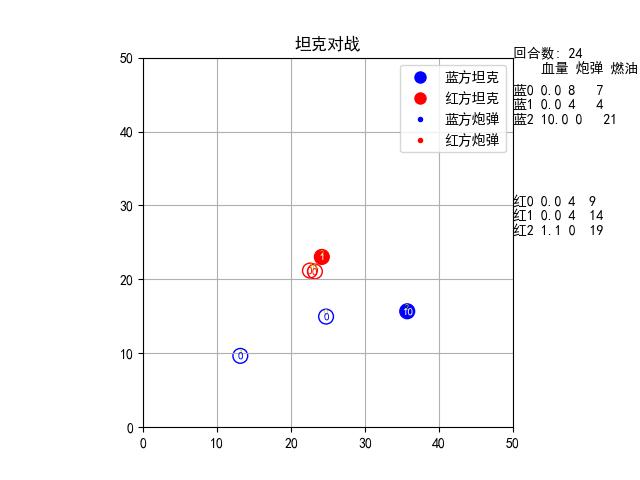 坦克对战
回合数: 24
血量 炮弹 燃油
蓝0 0.0 8 7
蓝1 0.0 4 4
蓝2 10.0 0 21
红0 0.0 4 9
红1 0.0 4 14
红2 1.1 0 19
蓝方坦克
红方坦克
蓝方炮弹
红方炮弹
50
40
30
20
10
0
1
0 0
0
10
0
0 10 20 30 40 50